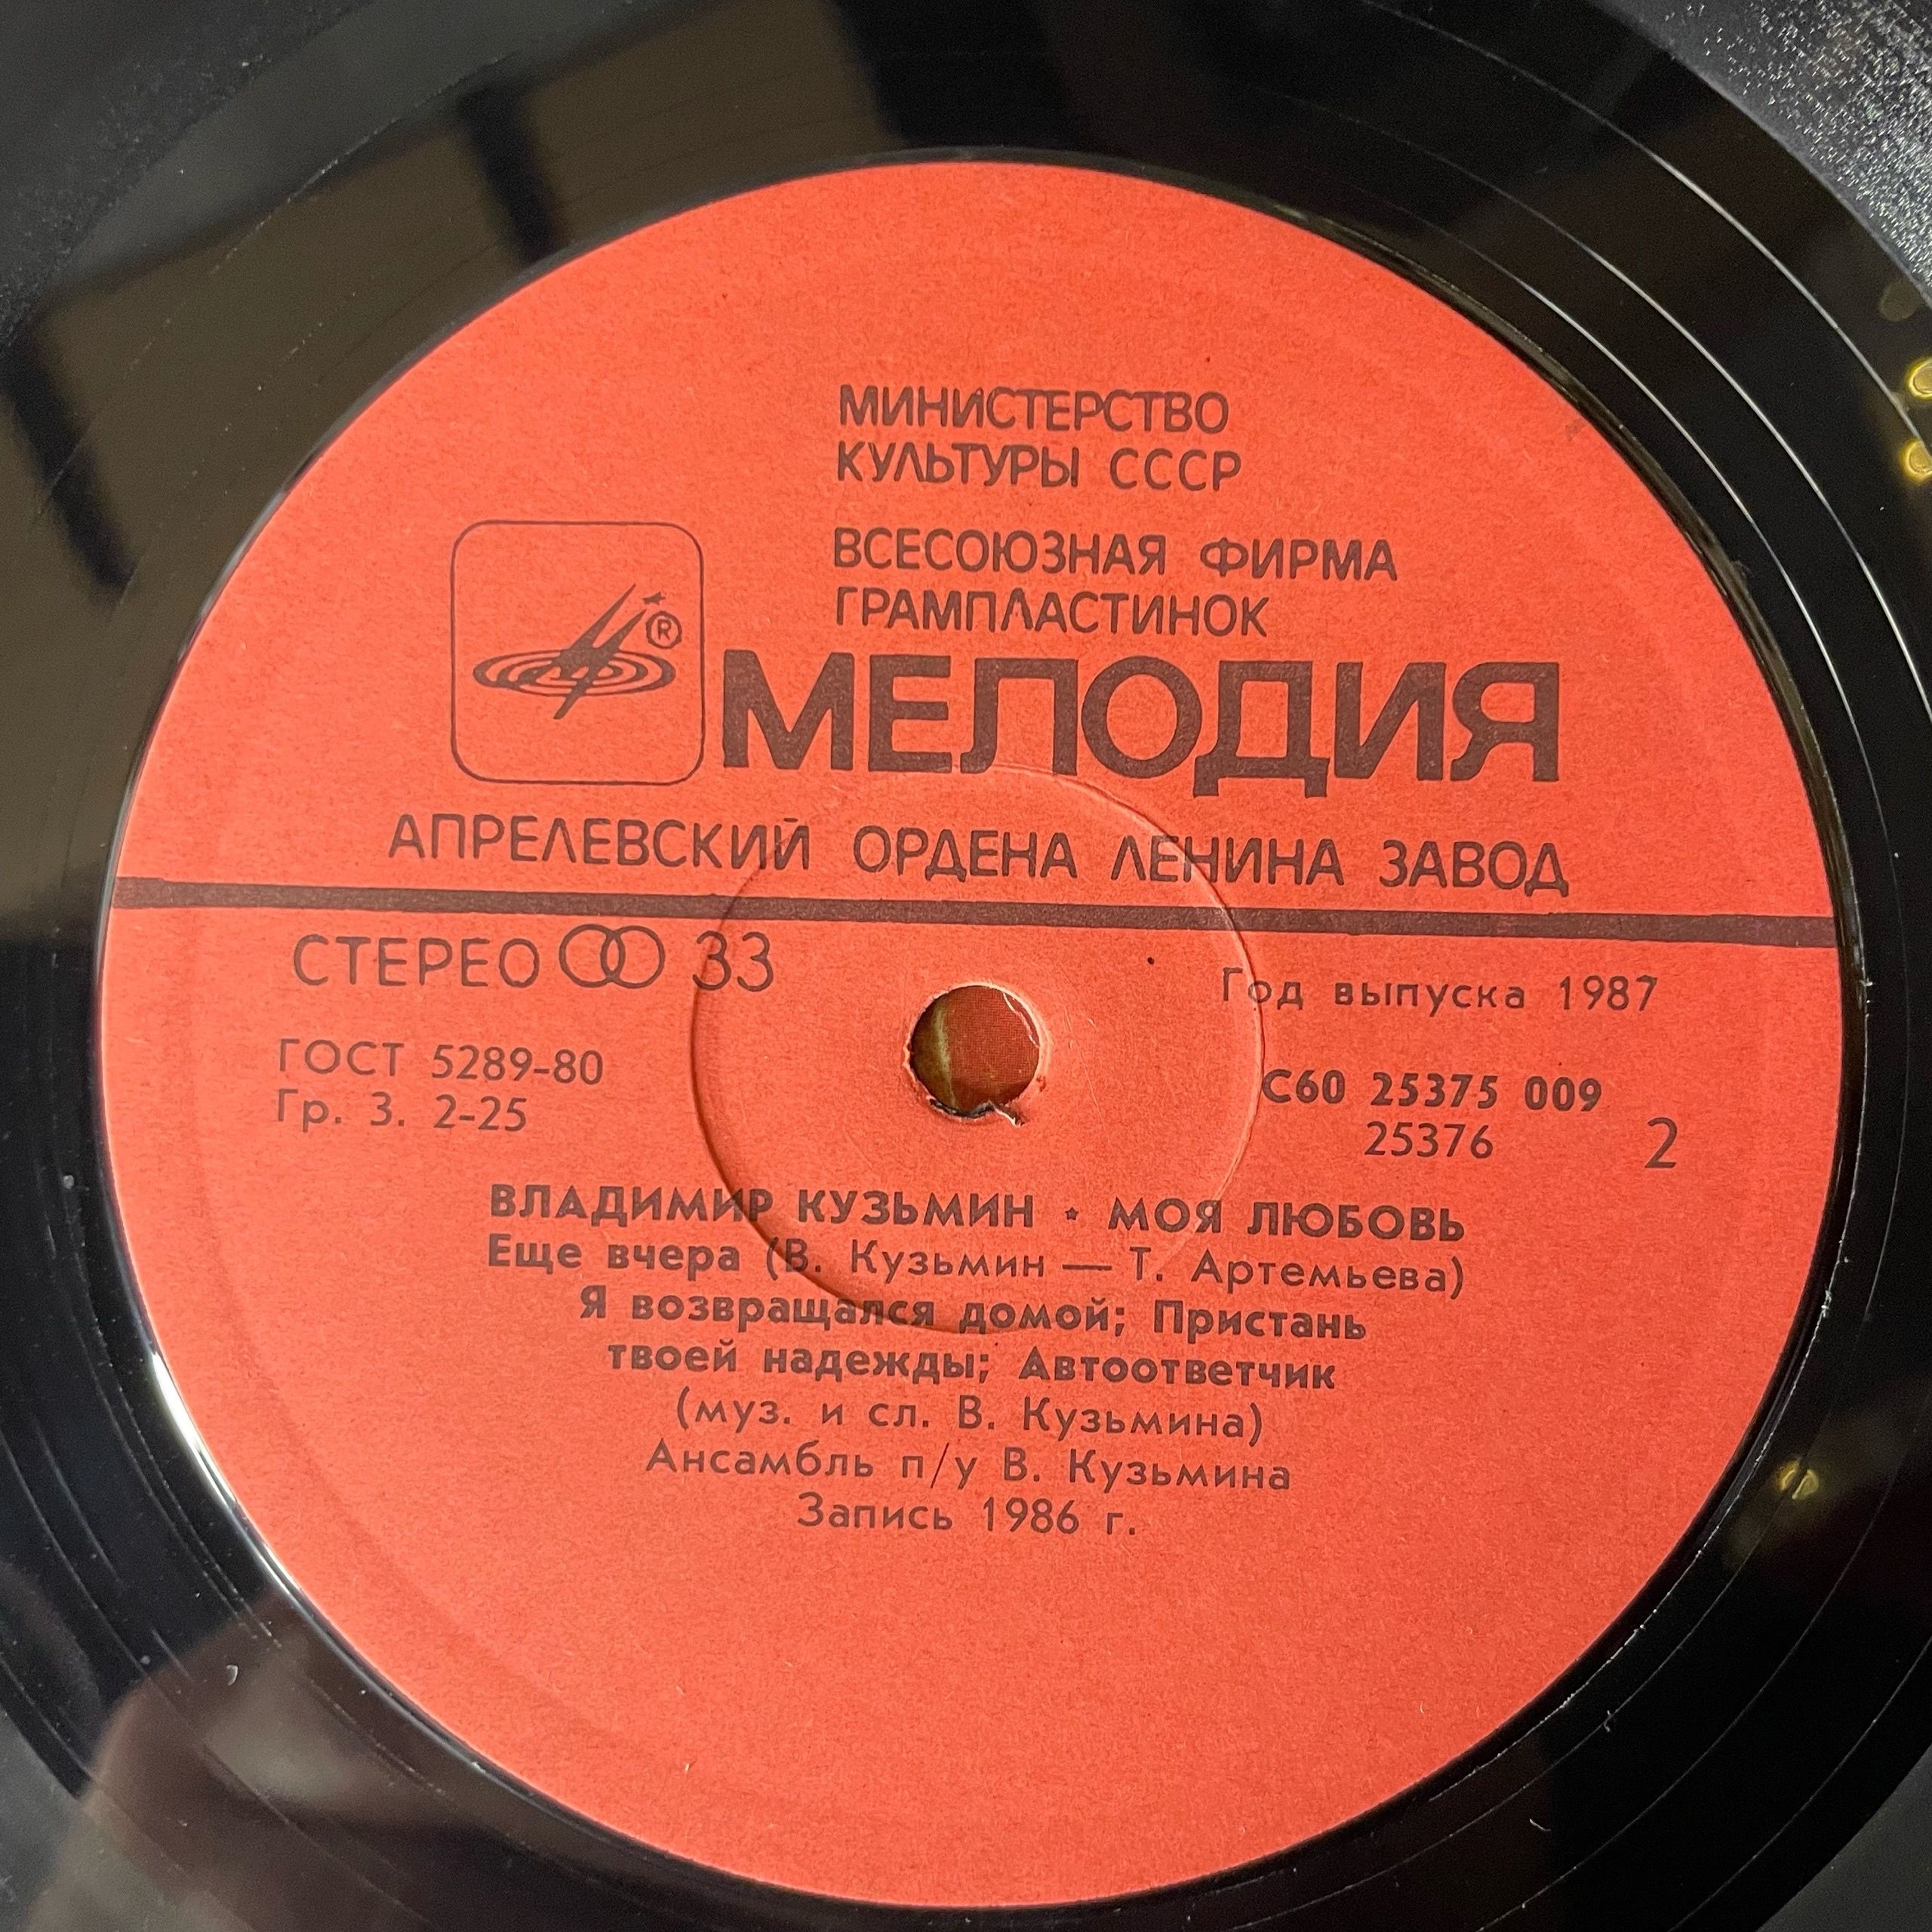 МИНИСТЕРСТВО
КУЛЬТУРЫ СССР
ВСЕСОЮЗНАЯ ФИРМА
ГРАМПЛАСТИНОК
®
МЕЛОДИЯ
АПРЕЛЕВСКИЙ ОРДЕНА ЛЕНИНА ЗАВОД
СТЕРЕО 33
Год выпуска 1987
ГОСТ 5289-80
Гр. 3. 2-25
С60 25375 009
25376
2
ВЛАДИМИР КУЗЬМИН ⋆ МОЯ ЛЮБОВЬ
Еще вчера (В. Кузьмин — Т. Артемьева)
Я возвращался домой; Пристань
твоей надежды; Автоответчик
(муз. и сл. В. Кузьмина)
Ансамбль п/у В. Кузьмина
Запись 1986 г.